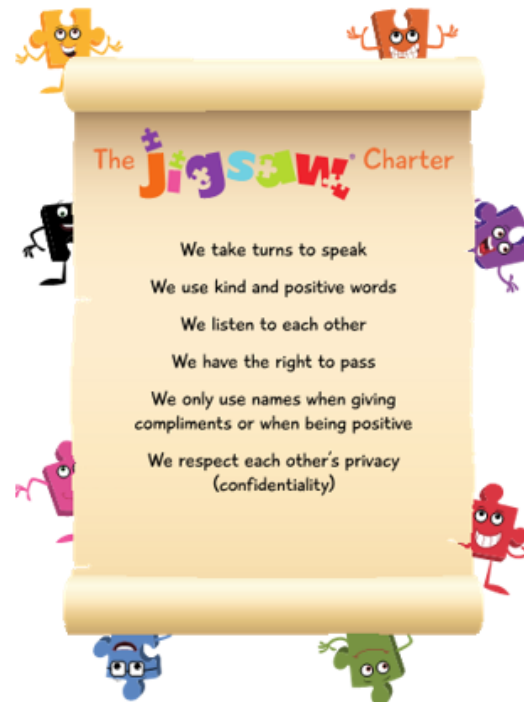 The Jigsaw® Charter
We take turns to speak
We use kind and positive words
We listen to each other
We have the right to pass
We only use names when giving
compliments or when being positive
We respect each other's privacy
(confidentiality)